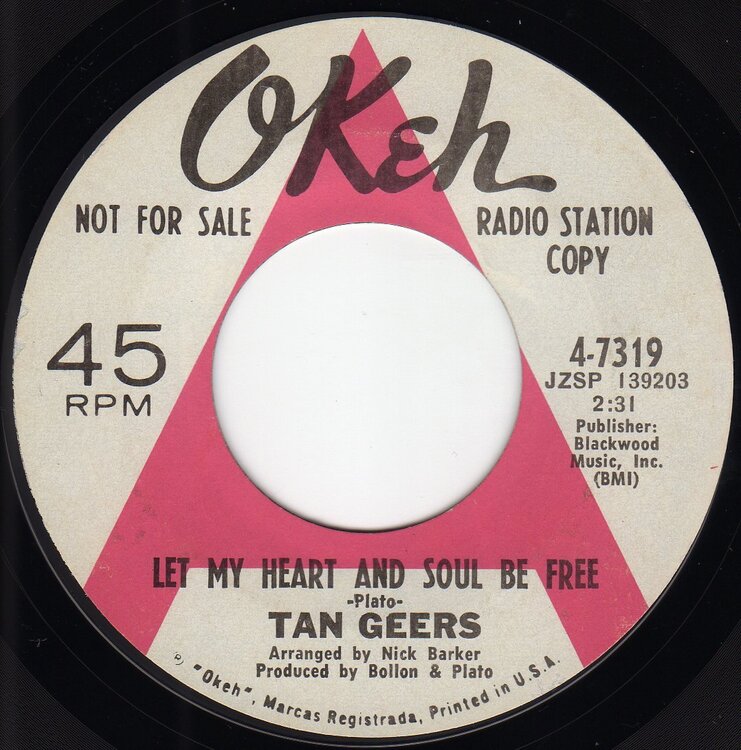 OKeh
NOT FOR SALE
RADIO STATION
COPY
45
RPM
4-7319
JZSP 139203
2:31
Publisher:
Blackwood
Music, Inc.
(BMI)
LET MY HEART AND SOUL BE FREE
-Plato-
TAN GEERS
Arranged by Nick Barker
Produced by Bollon & Plato
℗ "Okeh", Marcas Registrada, Printed in U.S.A.